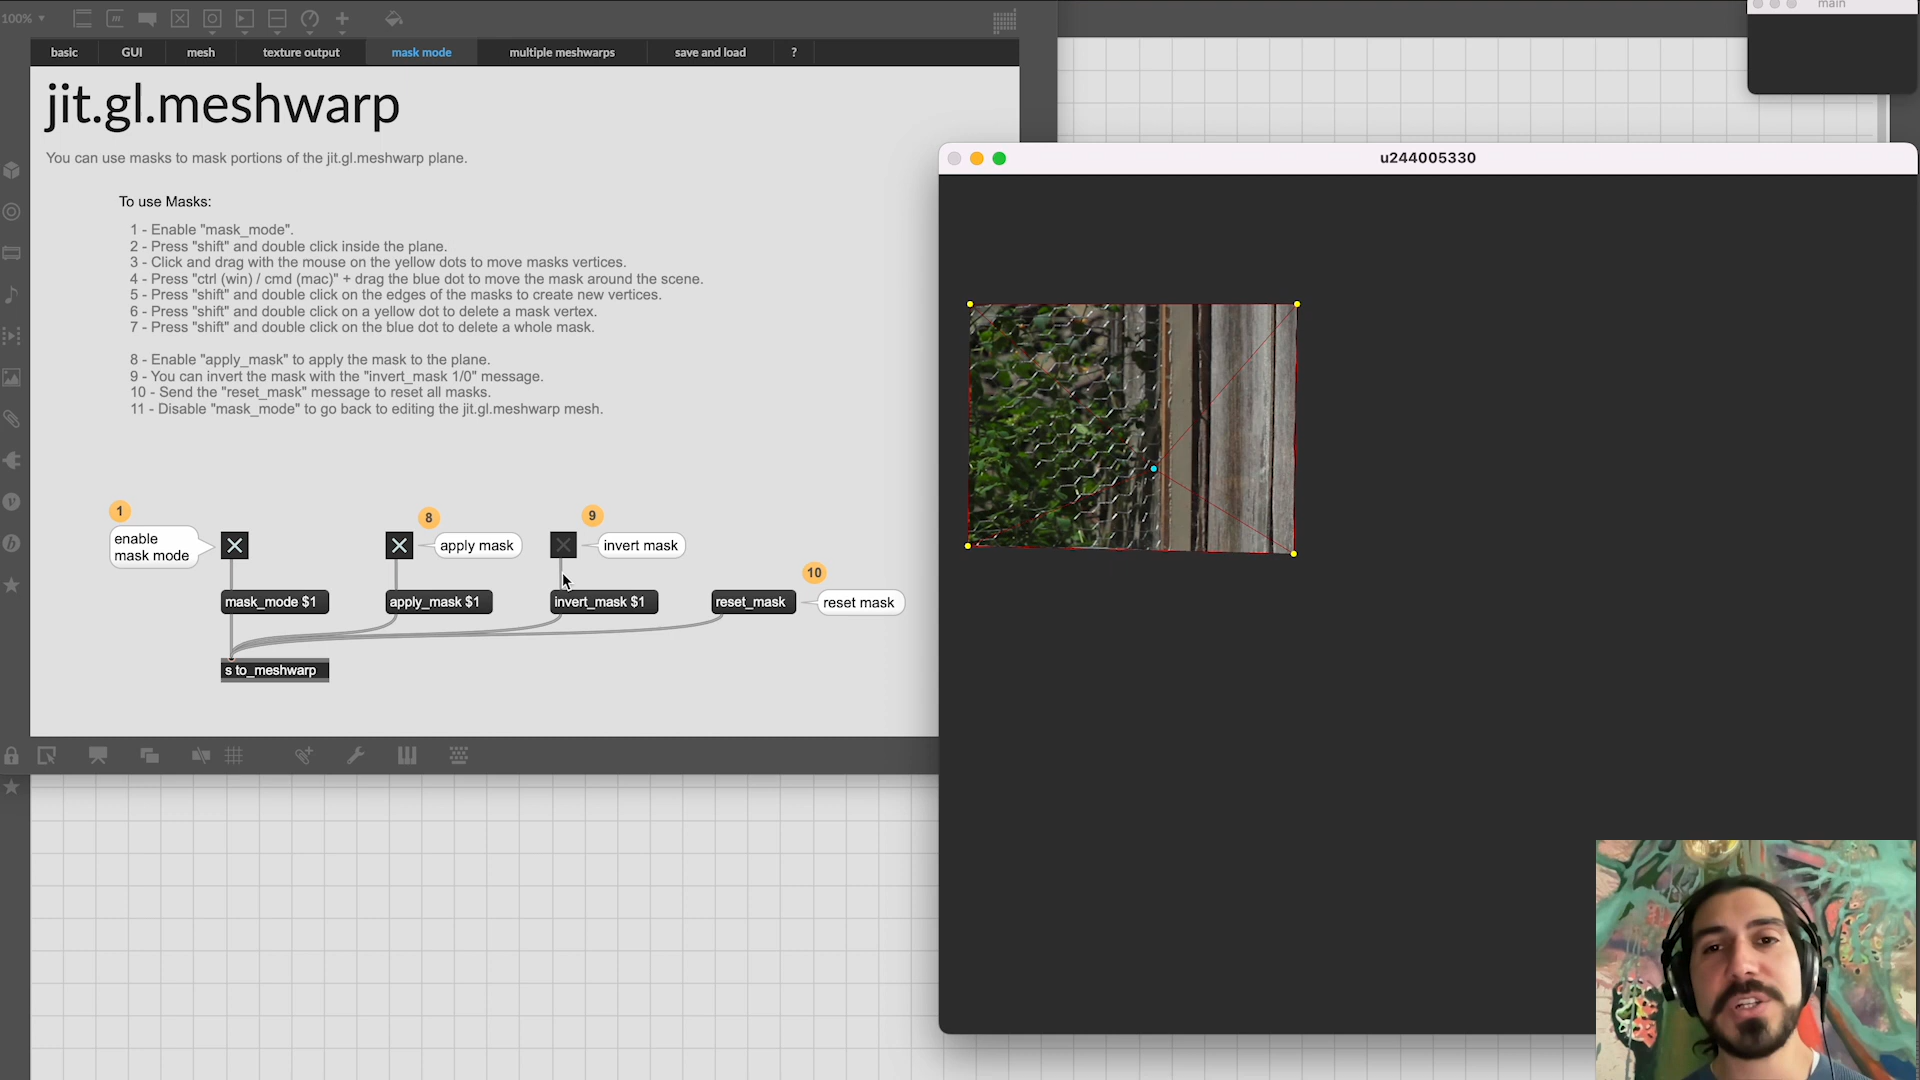 100%
main
basic
GUI
mesh
texture output
mask mode
multiple meshwarps
save and load
?
jit.gl.meshwarp
You can use masks to mask portions of the jit.gl.meshwarp plane.
u244005330
To use Masks:
1 - Enable "mask_mode".
2 - Press "shift" and double click inside the plane.
3 - Click and drag with the mouse on the yellow dots to move masks vertices.
4 - Press "ctrl (win) / cmd (mac)" + drag the blue dot to move the mask around the scene.
5 - Press "shift" and double click on the edges of the masks to create new vertices.
6 - Press "shift" and double click on a yellow dot to delete a mask vertex.
7 - Press "shift" and double click on the blue dot to delete a whole mask.
8 - Enable "apply_mask" to apply the mask to the plane.
9 - You can invert the mask with the "invert_mask 1/0" message.
10 - Send the "reset_mask" message to reset all masks.
11 - Disable "mask_mode" to go back to editing the jit.gl.meshwarp mesh.
1
8
9
enable
mask mode
apply mask
invert mask
10
mask_mode $1
apply_mask $1
invert_mask $1
reset_mask
reset mask
s to_meshwarp